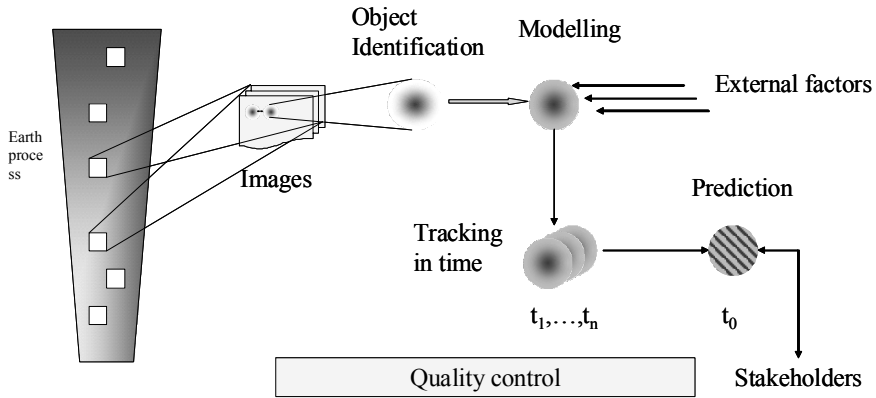 Object
Identification
Modelling
External factors
Earth
proce
ss
Images
Prediction
Tracking
in time
t1,…,tn
t0
Quality control
Stakeholders